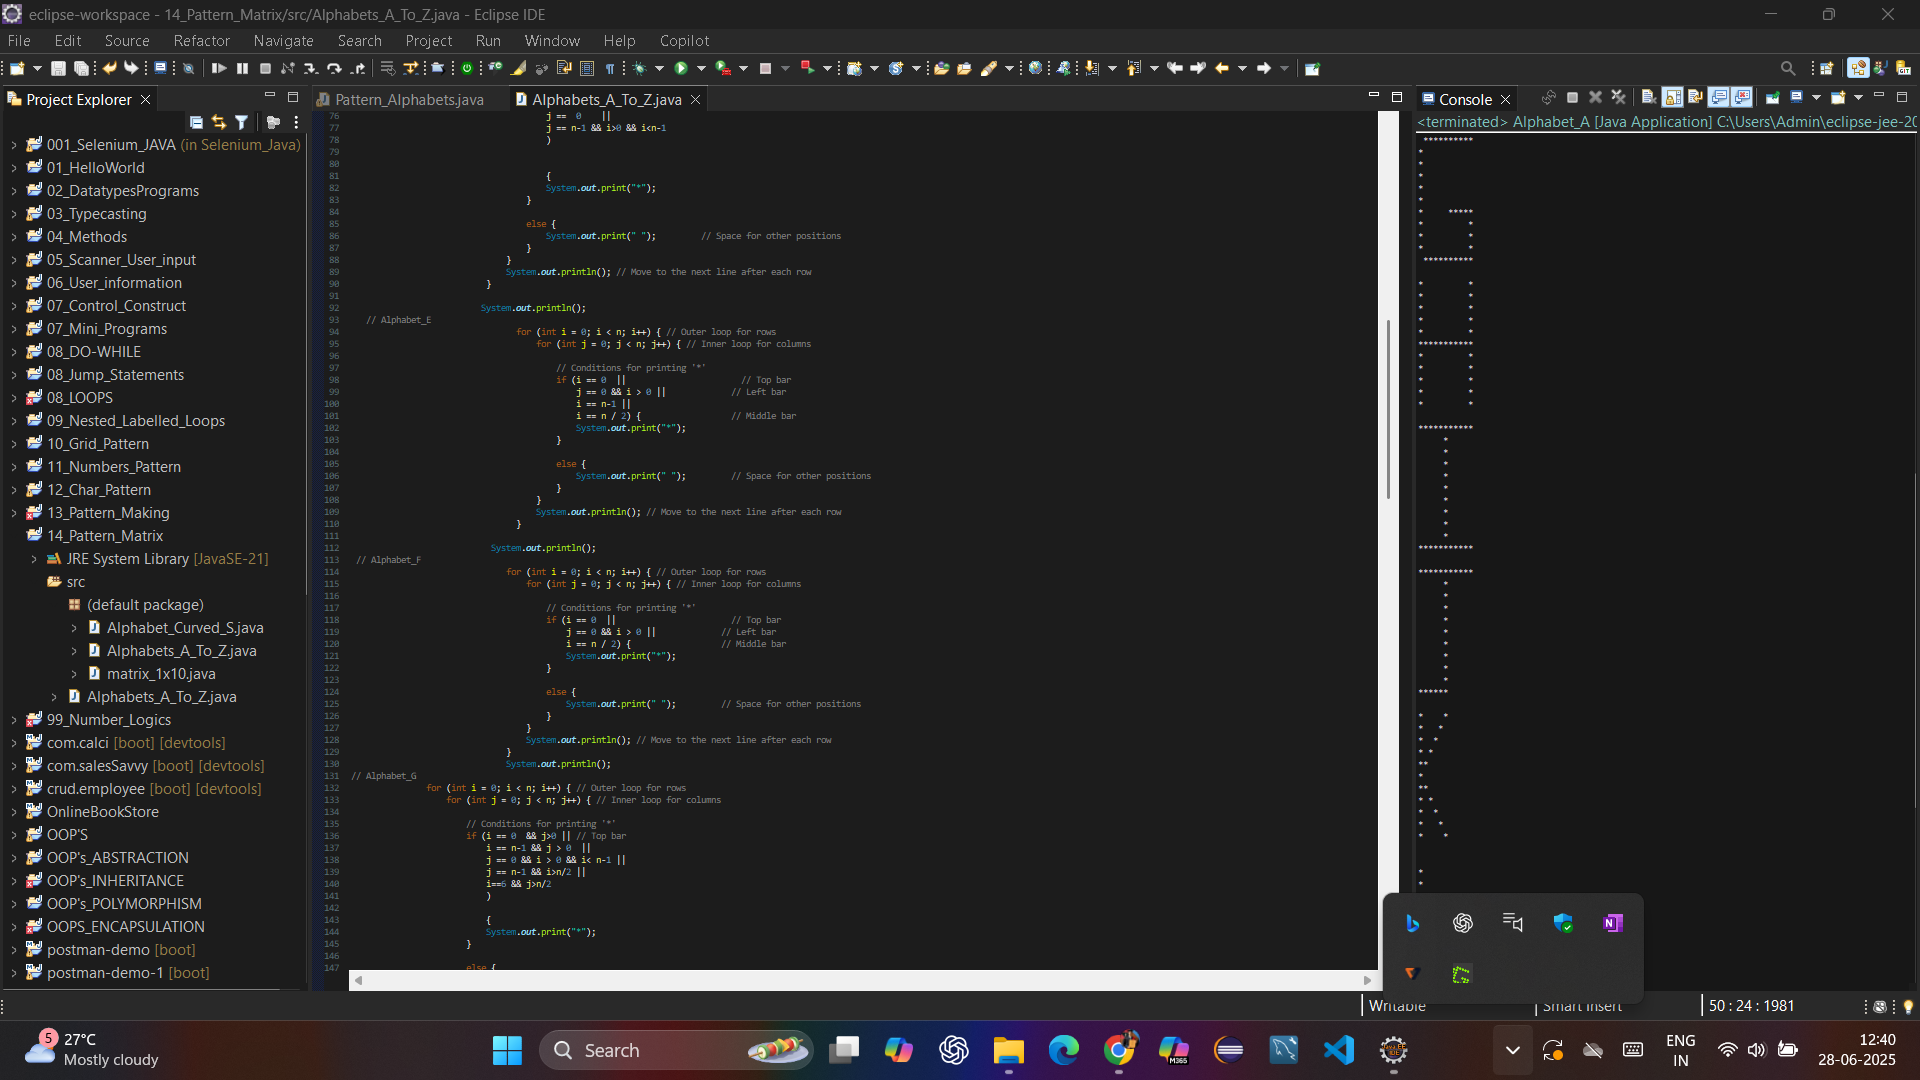 eclipse-workspace - 14_Pattern_Matrix/src/Alphabets_A_To_Z.java - Eclipse IDE
File Edit Source Refactor Navigate Search Project Run Window Help Copilot
Project Explorer
001_Selenium_JAVA (in Selenium_Java)
01_HelloWorld
02_DatatypesPrograms
03_Typecasting
04_Methods
05_Scanner_User_input
06_User_information
07_Control_Construct
07_Mini_Programs
08_DO-WHILE
08_Jump_Statements
08_LOOPS
09_Nested_Labelled_Loops
10_Grid_Pattern
11_Numbers_Pattern
12_Char_Pattern
13_Pattern_Making
14_Pattern_Matrix
JRE System Library [JavaSE-21]
src
(default package)
Alphabet_Curved_S.java
Alphabets_A_To_Z.java
matrix_1x10.java
Alphabets_A_To_Z.java
99_Number_Logics
com.calci [boot] [devtools]
com.salesSavvy [boot] [devtools]
crud.employee [boot] [devtools]
OnlineBookStore
OOP'S
OOP's_ABSTRACTION
OOP's_INHERITANCE
OOP's_POLYMORPHISM
OOPS_ENCAPSULATION
postman-demo [boot]
postman-demo-1 [boot]
Pattern_Alphabets.java Alphabets_A_To_Z.java
76 j == 0 ||
77 j == n-1 && i>0 && i<n-1
78 )
79
80
81 {
82 System.out.print("*");
83 }
84
85 else {
86 System.out.print(" "); // Space for other positions
87 }
88 }
89 System.out.println(); // Move to the next line after each row
90 }
91
92 System.out.println();
93 // Alphabet_E
94 for (int i = 0; i < n; i++) { // Outer loop for rows
95 for (int j = 0; j < n; j++) { // Inner loop for columns
96
97 // Conditions for printing '*'
98 if (i == 0 || // Top bar
99 j == 0 && i > 0 || // Left bar
100 i == n-1 ||
101 i == n / 2) { // Middle bar
102 System.out.print("*");
103 }
104
105 else {
106 System.out.print(" "); // Space for other positions
107 }
108 }
109 System.out.println(); // Move to the next line after each row
110 }
111
112 System.out.println();
113 // Alphabet_F
114 for (int i = 0; i < n; i++) { // Outer loop for rows
115 for (int j = 0; j < n; j++) { // Inner loop for columns
116
117 // Conditions for printing '*'
118 if (i == 0 || // Top bar
119 j == 0 && i > 0 || // Left bar
120 i == n / 2) { // Middle bar
121 System.out.print("*");
122 }
123
124 else {
125 System.out.print(" "); // Space for other positions
126 }
127 }
128 System.out.println(); // Move to the next line after each row
129 }
130 System.out.println();
131 // Alphabet_G
132 for (int i = 0; i < n; i++) { // Outer loop for rows
133 for (int j = 0; j < n; j++) { // Inner loop for columns
134
135 // Conditions for printing '*'
136 if (i == 0 && j>0 || // Top bar
137 i == n-1 && j > 0 ||
138 j == 0 && i > 0 && i< n-1 ||
139 j == n-1 && i>n/2 ||
140 i==6 && j>n/2
141 )
142
143 {
144 System.out.print("*");
145 }
146
147 else {
Console
<terminated> Alphabet_A [Java Application] C:\Users\Admin\eclipse-jee-20
 **********
*
*
*
*
*
*     *****
*         *
*         *
*         *
 **********

*         *
*         *
*         *
*         *
*         *
***********
*         *
*         *
*         *
*         *
*         *

***********
     *
     *
     *
     *
     *
     *
     *
     *
     *
***********

***********
     *
     *
     *
     *
     *
     *
     *
     *
     *
******

*    *
*   *
*  *
* *
**
*
**
* *
*  *
*   *
*    *

*
*
Writable Smart Insert 50 : 24 : 1981
5
27°C
Mostly cloudy
Search
M365
ENG
IN
12:40
28-06-2025